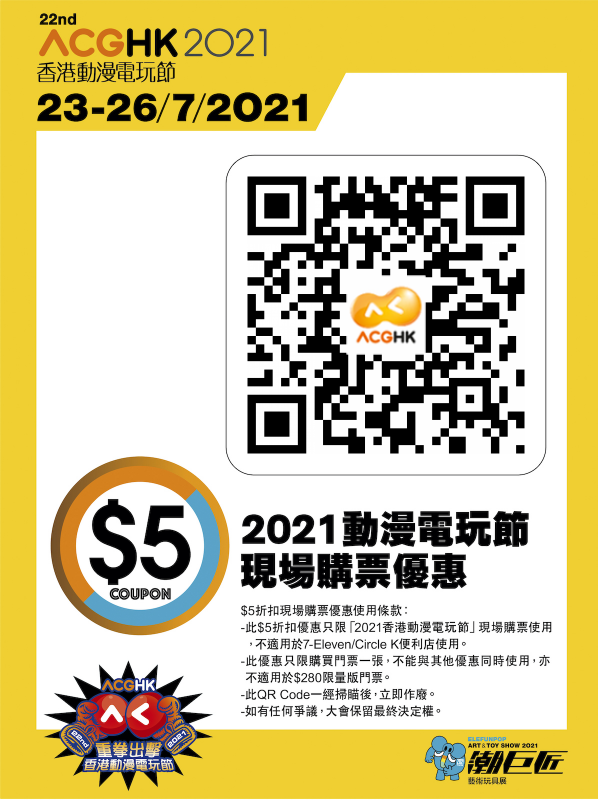 22nd
ACGHK2021
香港動漫電玩節
23-26/7/2021
ACGHK
$5
COUPON
2021動漫電玩節
現場購票優惠
$5折扣現場購票優惠使用條款：
-此$5折扣優惠只限「2021香港動漫電玩節」現場購票使用
，不適用於7-Eleven/Circle K便利店使用。
-此優惠只限購買門票一張，不能與其他優惠同時使用，亦
不適用於$280限量版門票。
-此QR Code一經掃瞄後，立即作廢。
-如有任何爭議，大會保留最終決定權。
ACGHK
22nd
2021
重拳出擊
香港動漫電玩節
ELEFUNPOP
ART & TOY SHOW 2021
潮巨匠
藝術玩具展